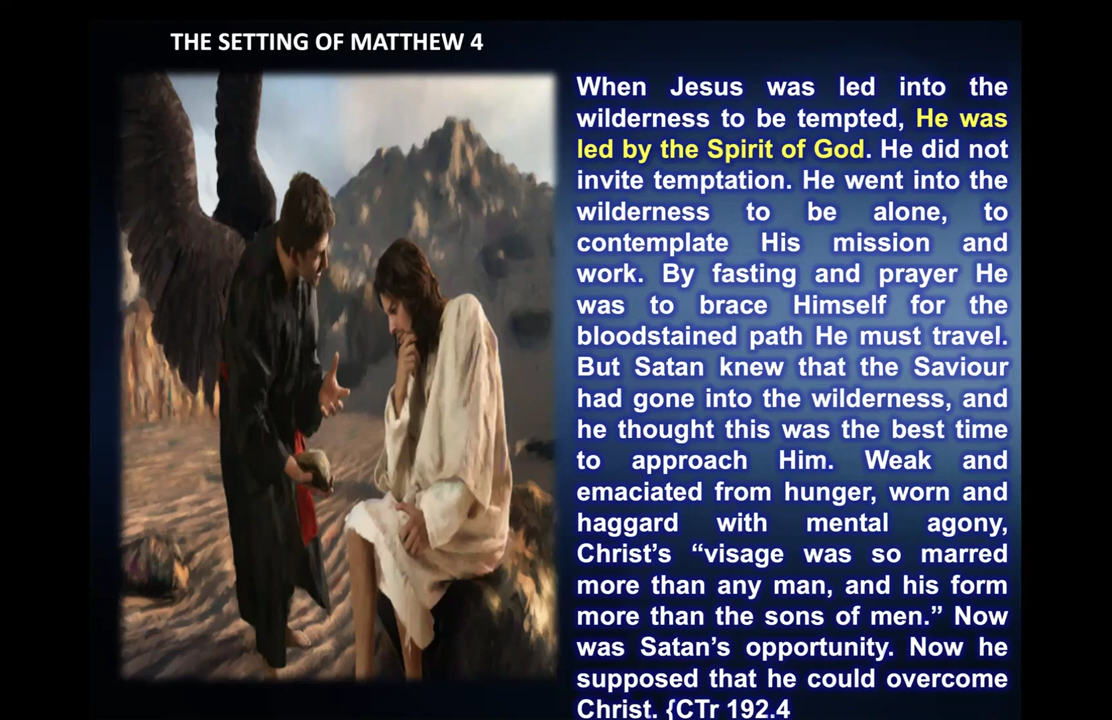 THE SETTING OF MATTHEW 4
When Jesus was led into the
wilderness to be tempted, He was
led by the Spirit of God. He did not
invite temptation. He went into the
wilderness to be alone, to
contemplate His mission and
work. By fasting and prayer He
was to brace Himself for the
bloodstained path He must travel.
But Satan knew that the Saviour
had gone into the wilderness, and
he thought this was the best time
to approach Him. Weak and
emaciated from hunger, worn and
haggard with mental agony,
Christ’s “visage was so marred
more than any man, and his form
more than the sons of men.” Now
was Satan’s opportunity. Now he
supposed that he could overcome
Christ. {CTr 192.4